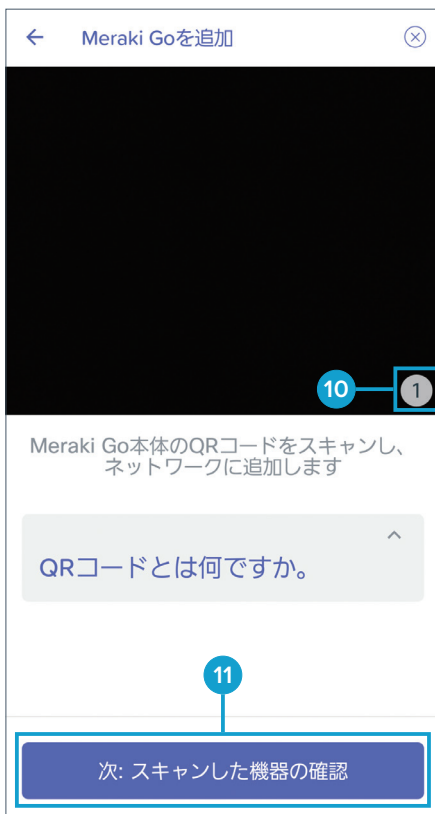 Meraki Goを追加
10
1
Meraki Go本体のQRコードをスキャンし、
ネットワークに追加します
QRコードとは何ですか。
11
次: スキャンした機器の確認